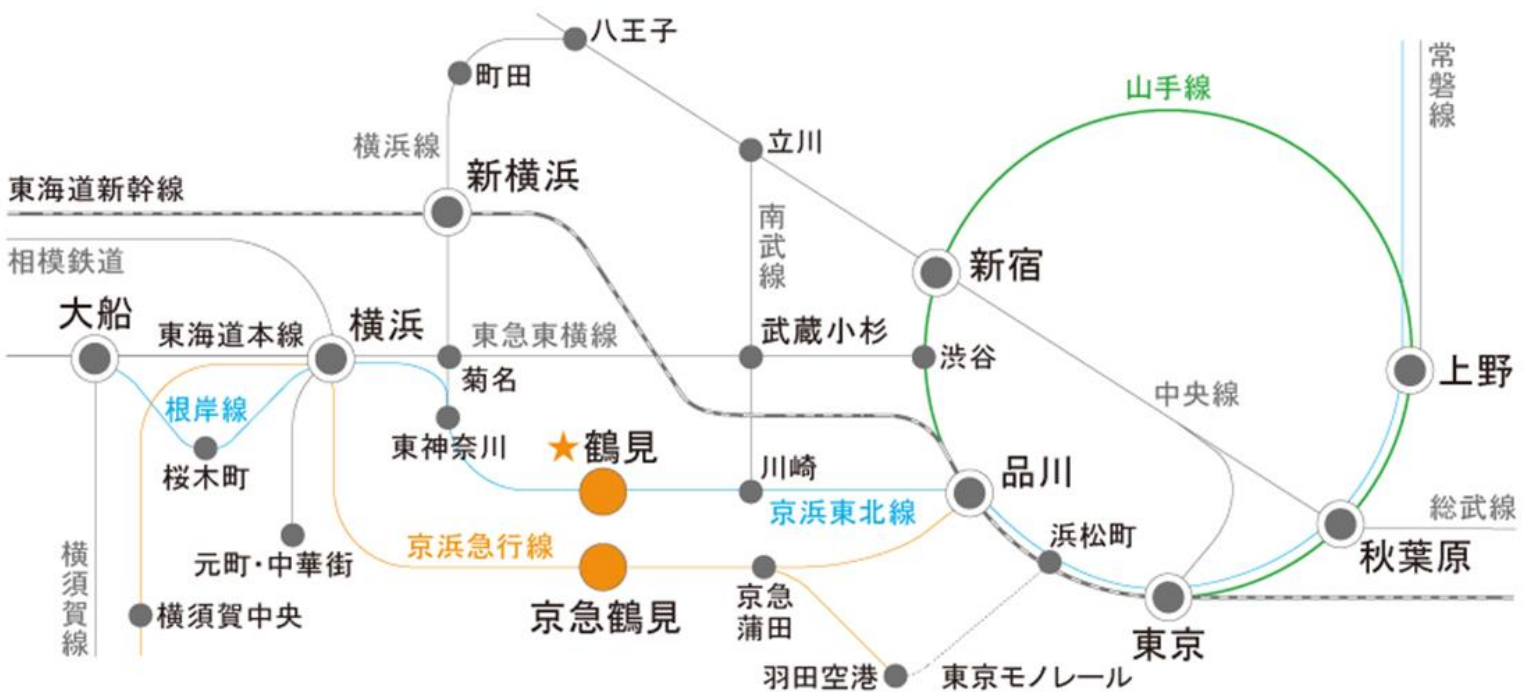 八王子
町田
山手線
常磐線
横浜線
立川
新横浜
東海道新幹線
南武線
相模鉄道
新宿
大船
東海道本線
横浜
東急東横線
武蔵小杉
渋谷
上野
菊名
中央線
根岸線
東神奈川
★鶴見
川崎
品川
桜木町
京浜東北線
総武線
浜松町
秋葉原
京浜急行線
元町・中華街
横須賀線
横須賀中央
京急鶴見
京急
蒲田
東京
羽田空港
東京モノレール